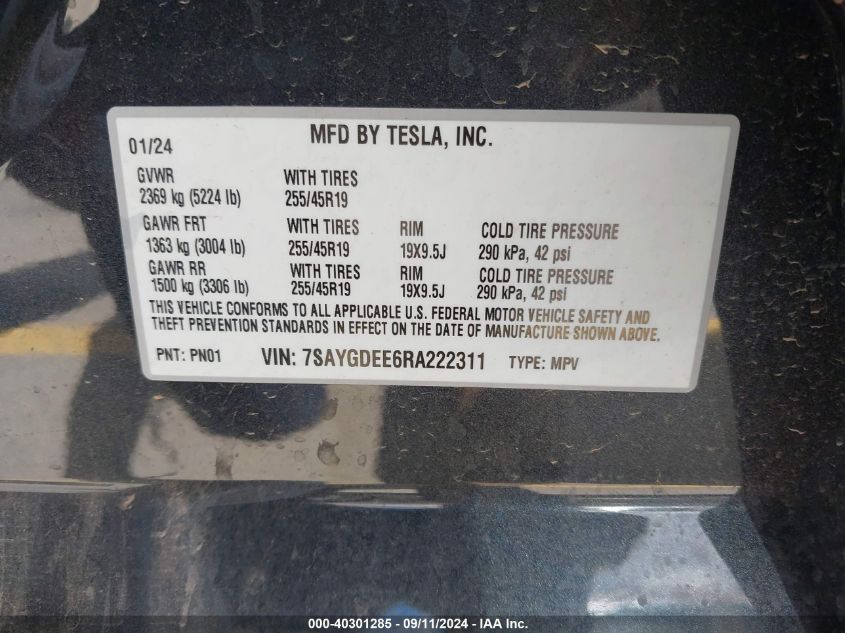 MFD BY TESLA, INC.
01/24
GVWR WITH TIRES
2369 kg (5224 lb) 255/45R19
GAWR FRT WITH TIRES RIM COLD TIRE PRESSURE
1363 kg (3004 lb) 255/45R19 19X9.5J 290 kPa, 42 psi
GAWR RR WITH TIRES RIM COLD TIRE PRESSURE
1500 kg (3306 lb) 255/45R19 19X9.5J 290 kPa, 42 psi
THIS VEHICLE CONFORMS TO ALL APPLICABLE U.S. FEDERAL MOTOR VEHICLE SAFETY AND
THEFT PREVENTION STANDARDS IN EFFECT ON THE DATE OF MANUFACTURE SHOWN ABOVE.
PNT: PN01 VIN: 7SAYGDEE6RA222311 TYPE: MPV
000-40301285 - 09/11/2024 - IAA Inc.